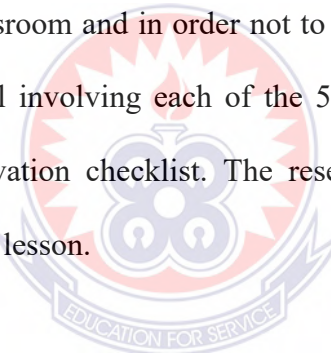 sroom and in order not to
l involving each of the 5
vation checklist. The rese
lesson.
EDUCATION FOR SERVICE